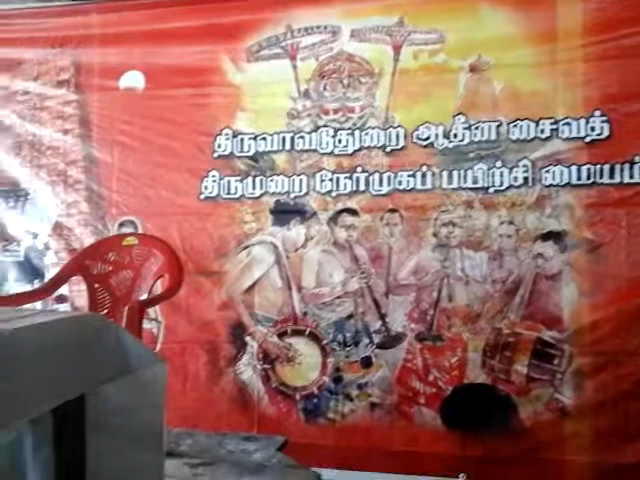 திருவாவடுதுறை ஆதீன சைவத்
திருமுறை நேர்முகப் பயிற்சி மையம்